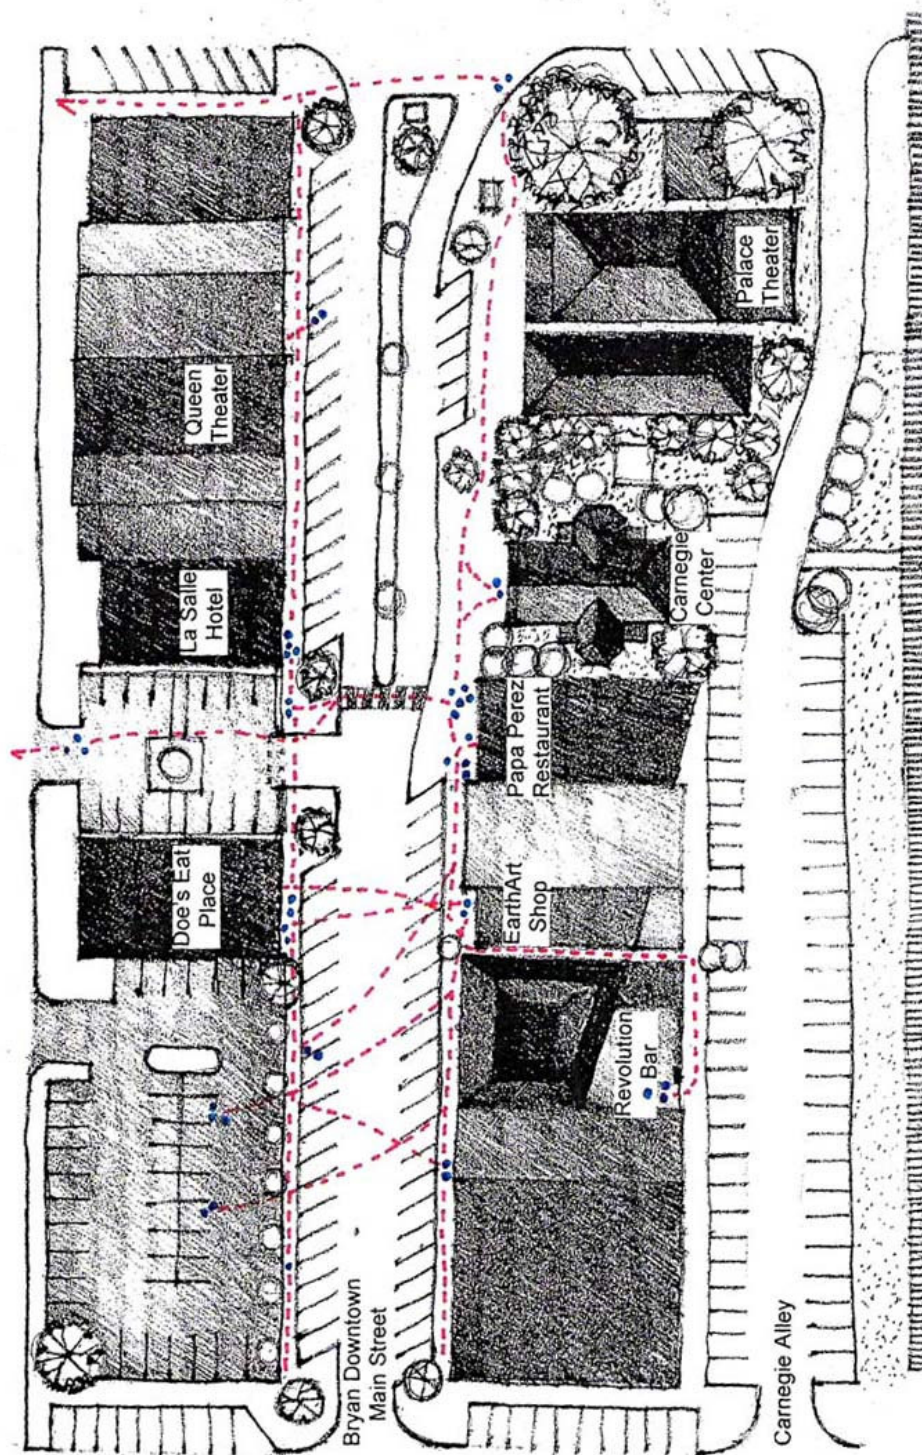 Queen
Theater
La Salle
Hotel
Doe's Eat
Place
Bryan Downtown
Main Street
Palace
Theater
Carnegie
Center
Papa Perez
Restaurant
EarthArt
Shop
Revolution
Bar
Carnegie Alley